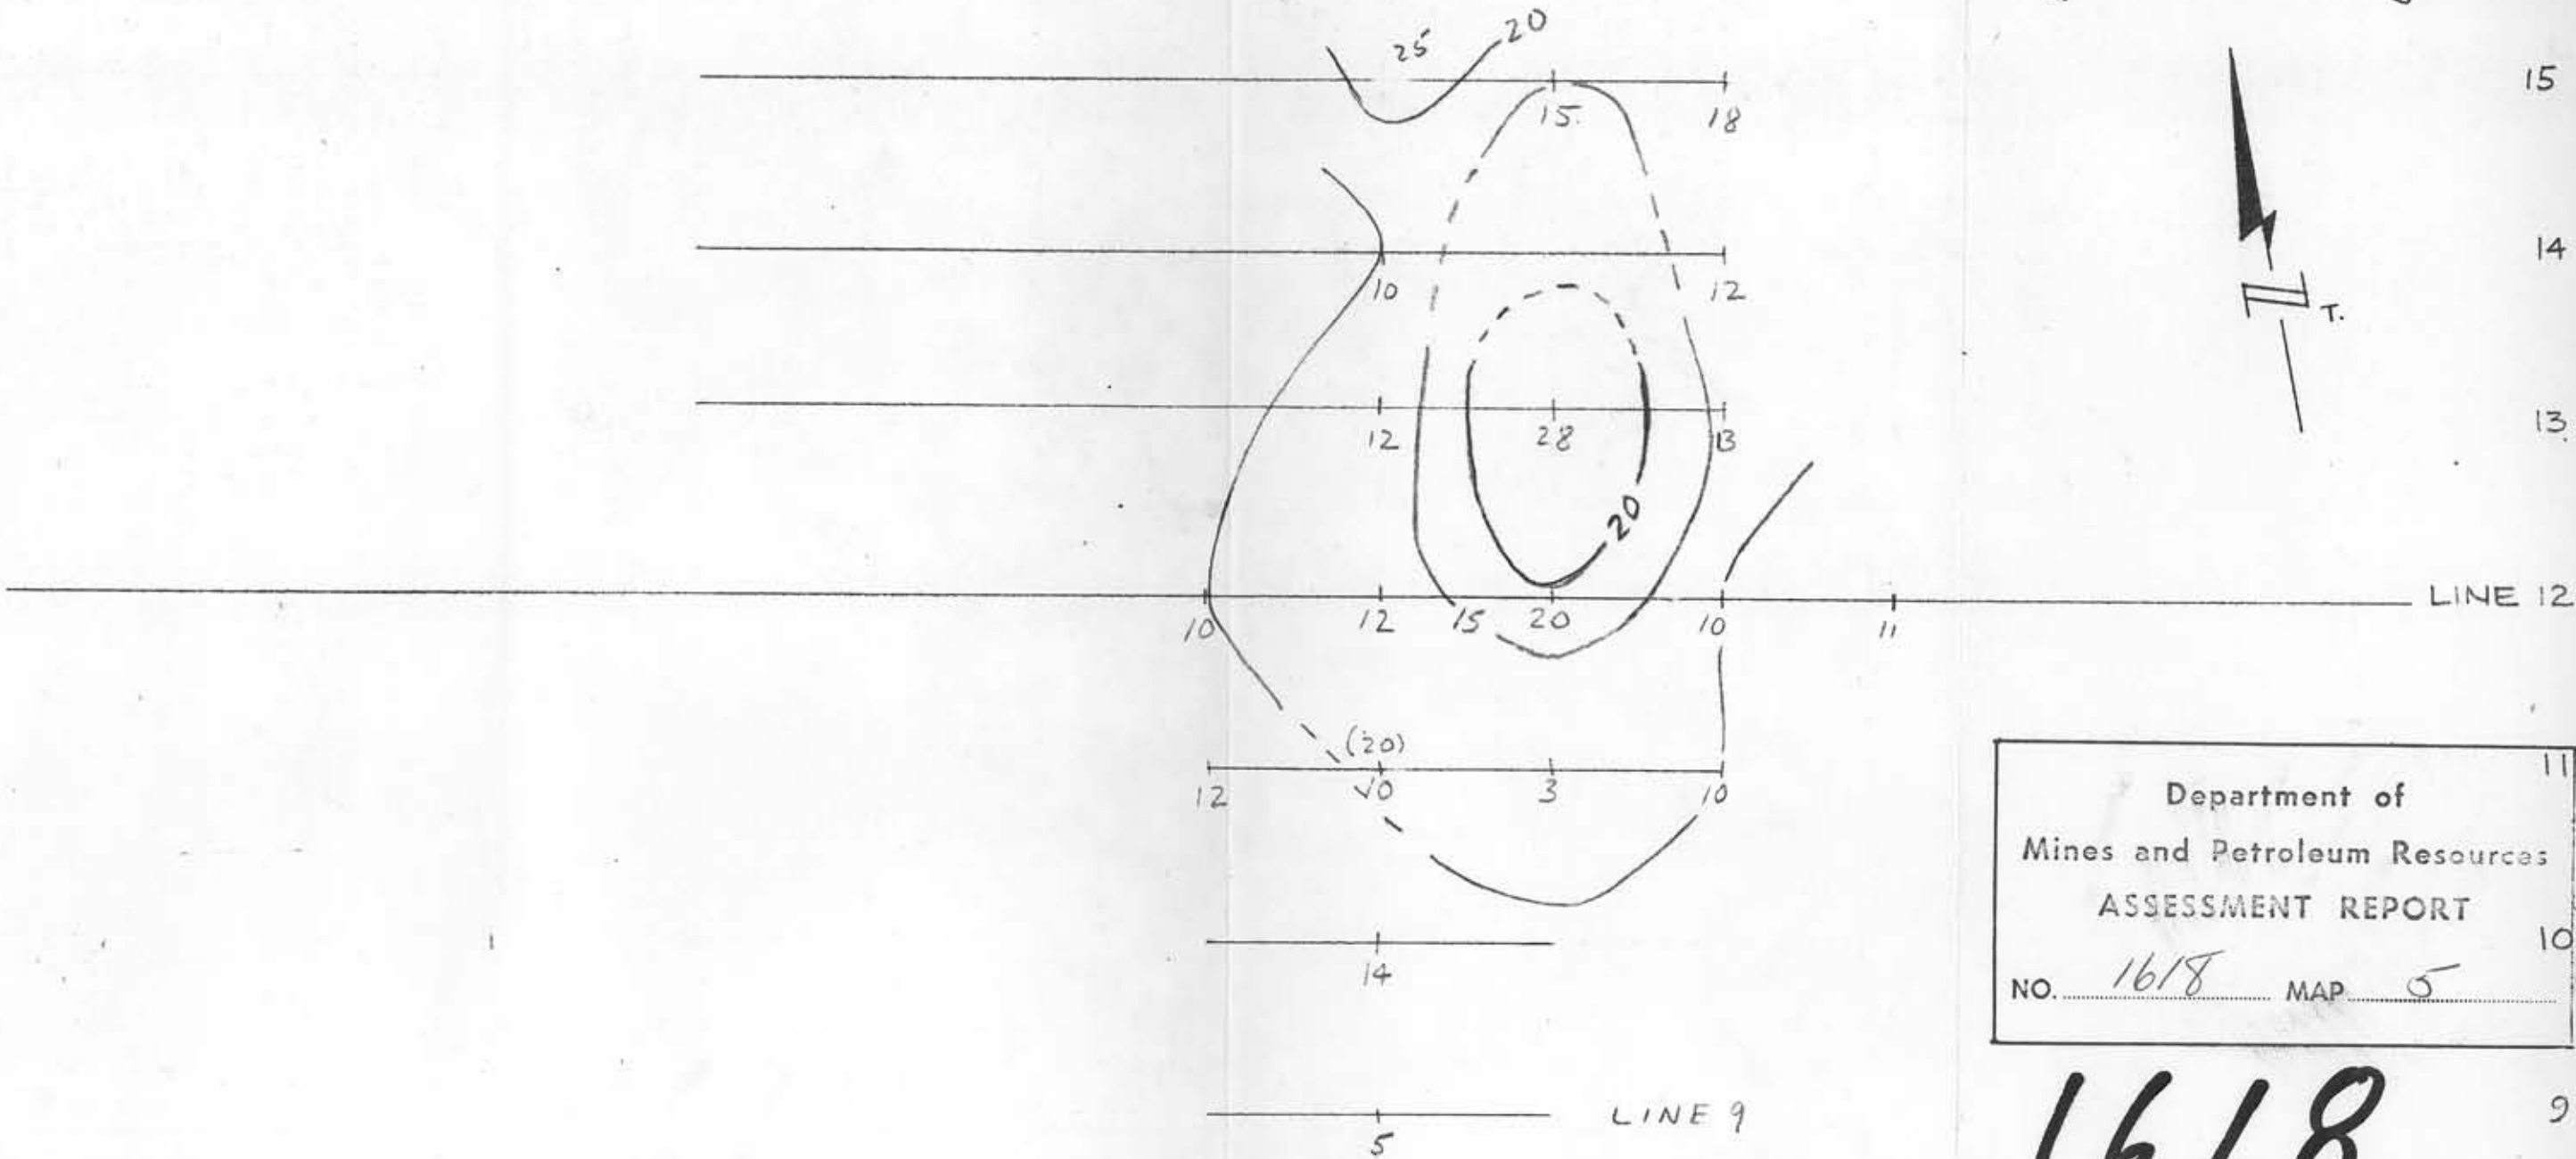 25 20
15
15. 18
14
10 12
T.
13.
12 28 13
20
LINE 12
10 12 15 20 10 11
(20)
12 10 3 10
11
Department of
Mines and Petroleum Resources
ASSESSMENT REPORT
10
14
NO. 1618 MAP 5
LINE 9
9
5
1618